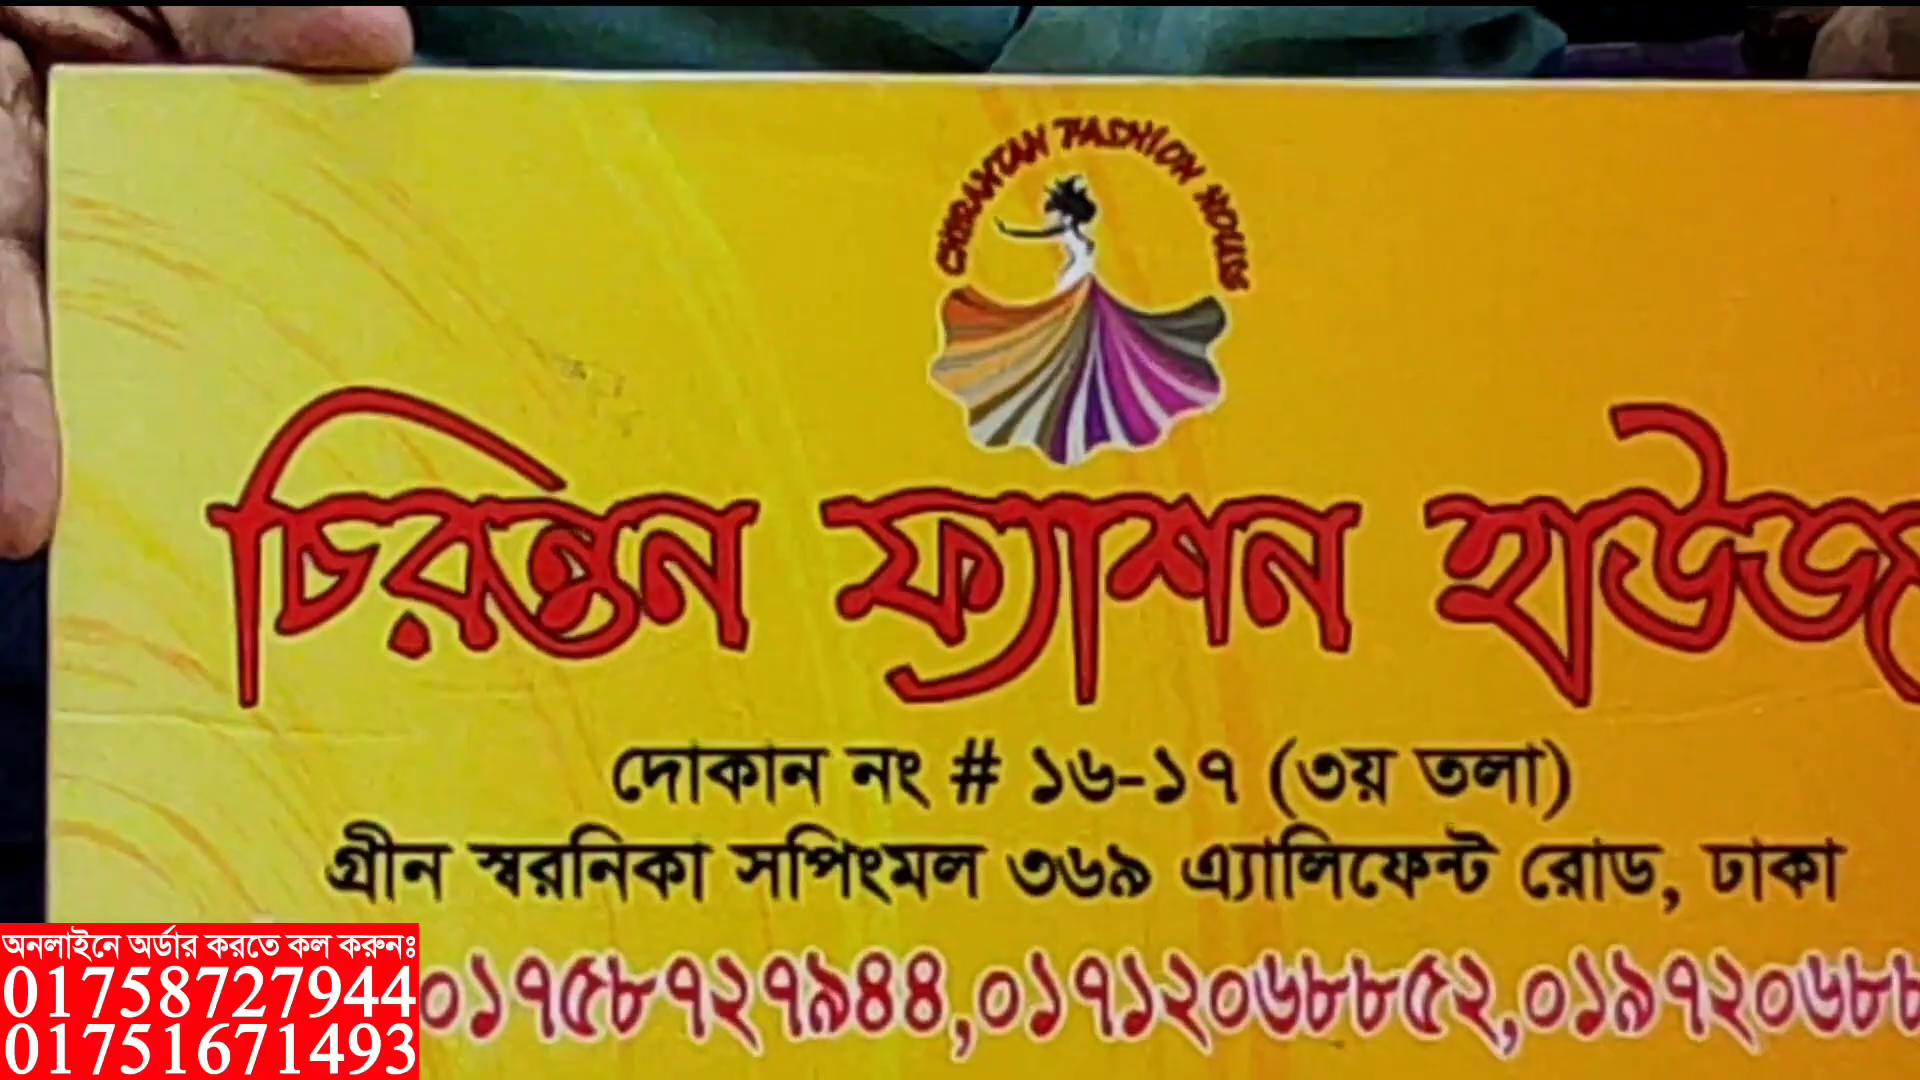 CHIRANTAN FASHION HOUSE
চিরন্তন ফ্যাশন হাউজ
দোকান নং # ১৬-১৭ (৩য় তলা)
গ্রীন স্বরনিকা সপিংমল ৩৬৯ এ্যালিফেন্ট রোড, ঢাকা
০১৭৫৮৭২৭৯৪৪,০১৭১২০৬৮৮৫২,০১৯৭২০৬৮৮
অনলাইনে অর্ডার করতে কল করুনঃ
01758727944
01751671493